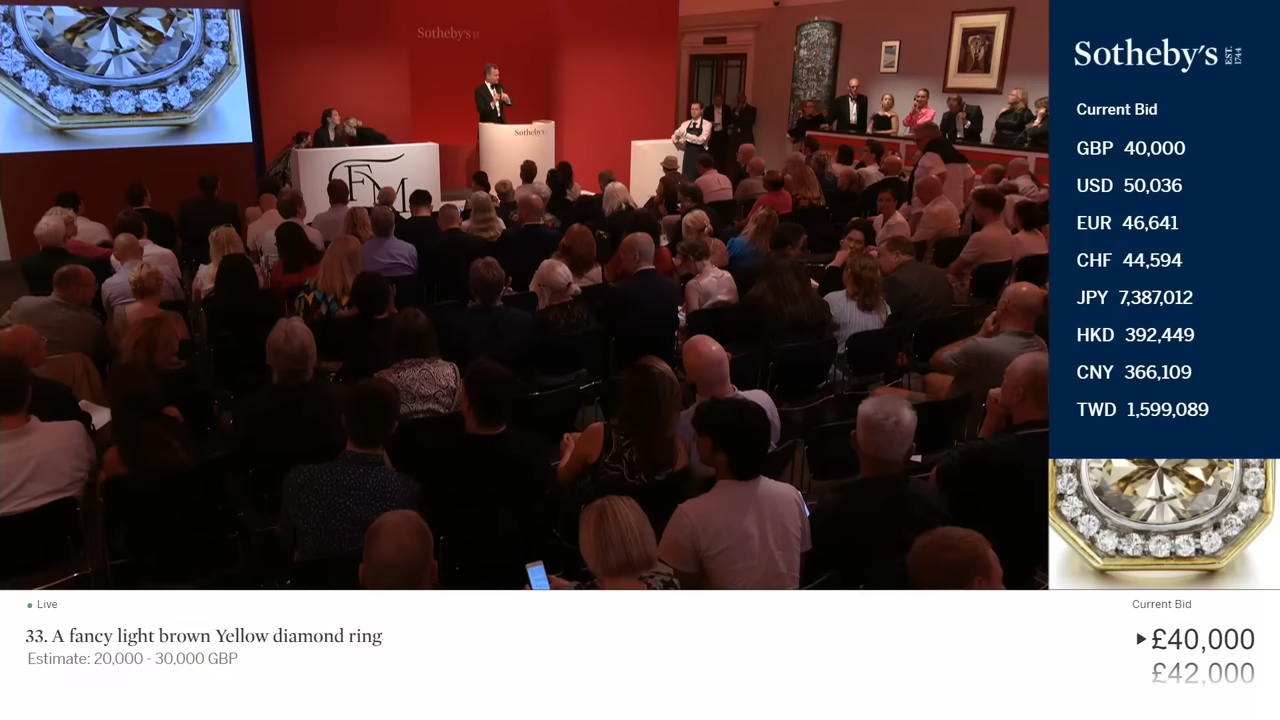 Sotheby's
Sotheby's
FM
Sotheby's EST. 1744
Current Bid
GBP 40,000
USD 50,036
EUR 46,641
CHF 44,594
JPY 7,387,012
HKD 392,449
CNY 366,109
TWD 1,599,089
Live
33. A fancy light brown Yellow diamond ring
Estimate: 20,000 - 30,000 GBP
Current Bid
£40,000
£42,000